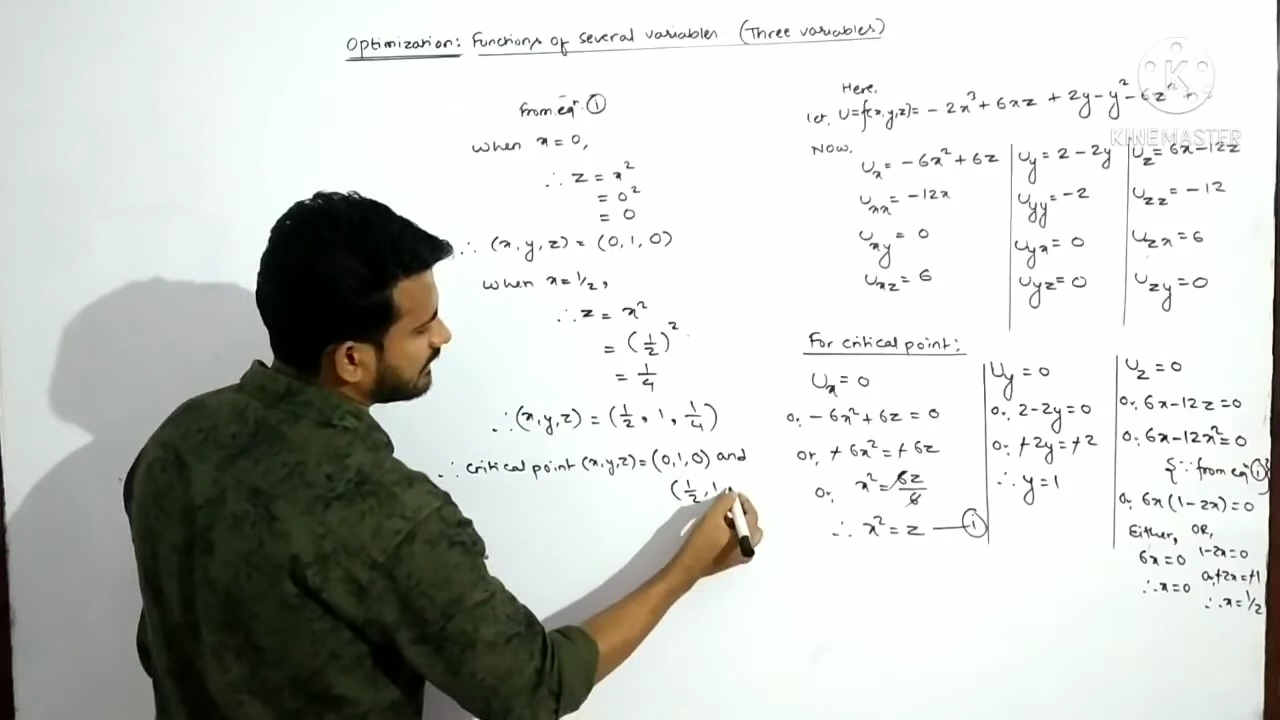 Optimization: Functions of several variables (Three variables)
From eqⁿ ①
when x = 0,
∴ z = x²
= 0²
= 0
∴ (x, y, z) = (0, 1, 0)
when x = 1/2,
∴ z = x²
= (1/2)²
= 1/4
∴ (x, y, z) = (1/2, 1, 1/4)
∴ critical point (x, y, z) = (0, 1, 0) and
(1/2, 1,
Here,
let, U = f(x, y, z) = - 2x³ + 6xz + 2y - y² - 6z² +
KINEMASTER
Now,
Uₓ = - 6x² + 6z
Uₓₓ = -12x
Uxy = 0
Uxz = 6
Uy = 2 - 2y
Uyy = -2
Uyx = 0
Uyz = 0
Uz = 6x - 12z
Uzz = -12
Uzx = 6
Uzy = 0
For critical point:
Ux = 0
or, - 6x² + 6z = 0
or, + 6x² = + 6z
or, x² = 6z/6
∴ x² = z — ①
Uy = 0
or, 2 - 2y = 0
or, + 2y = + 2
∴ y = 1
Uz = 0
or, 6x - 12z = 0
or, 6x - 12x² = 0
{∵ from eqⁿ ①}
or, 6x (1 - 2x) = 0
Either, OR,
6x = 0 1 - 2x = 0
∴ x = 0 or, + 2x = + 1
∴ x = 1/2